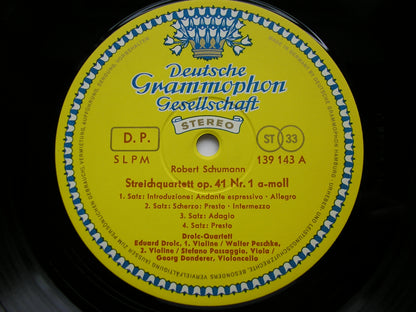 Deutsche
Grammophon
Gesellschaft
STEREO
D. P.
ST 33
SLPM
139 143 A
Robert Schumann
Streichquartett op. 41 Nr. 1 a-moll
1. Satz: Introduzione: Andante espressivo · Allegro
2. Satz: Scherzo: Presto · Intermezzo
3. Satz: Adagio
4. Satz: Presto
Drolc-Quartett
Eduard Drolc, 1. Violine / Walter Peschke,
2. Violine / Stefano Passaggio, Viola /
Georg Donderer, Violoncello